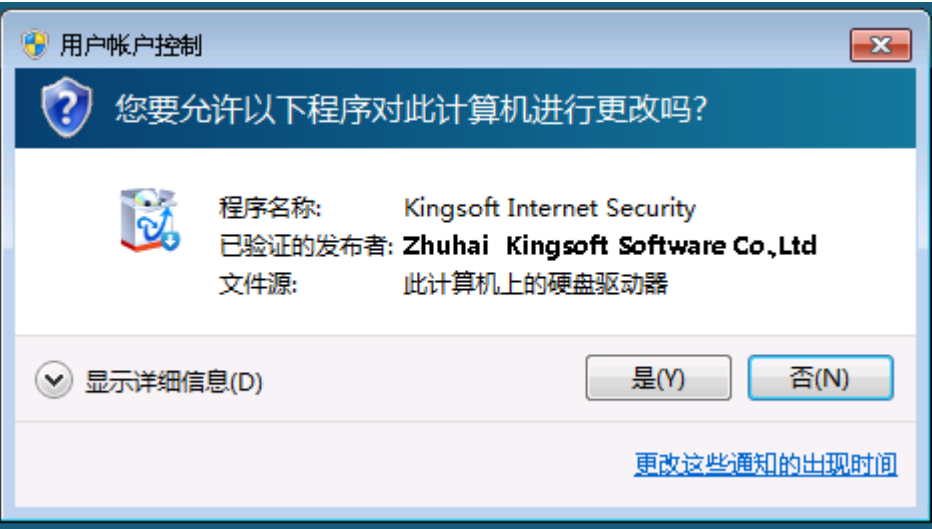 用户帐户控制
您要允许以下程序对此计算机进行更改吗?
程序名称: Kingsoft Internet Security
已验证的发布者: Zhuhai Kingsoft Software Co.,Ltd
文件源: 此计算机上的硬盘驱动器
显示详细信息(D) 是(Y) 否(N)
更改这些通知的出现时间